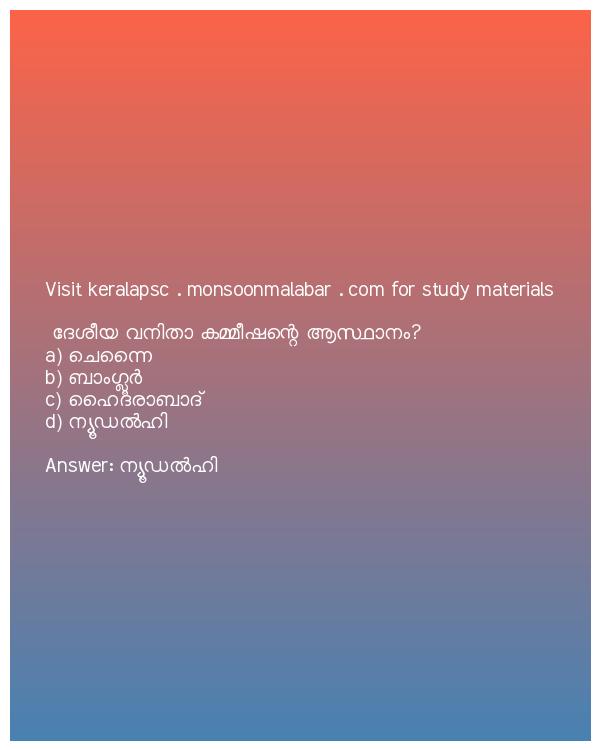 Visit keralapsc . monsoonmalabar . com for study materials
ദേശീയ വനിതാ കമ്മീഷന്റെ ആസ്ഥാനം?
a) ചെന്നൈ
b) ബാംഗ്ലൂർ
c) ഹൈദരാബാദ്
d) ന്യൂഡൽഹി
Answer: ന്യൂഡൽഹി